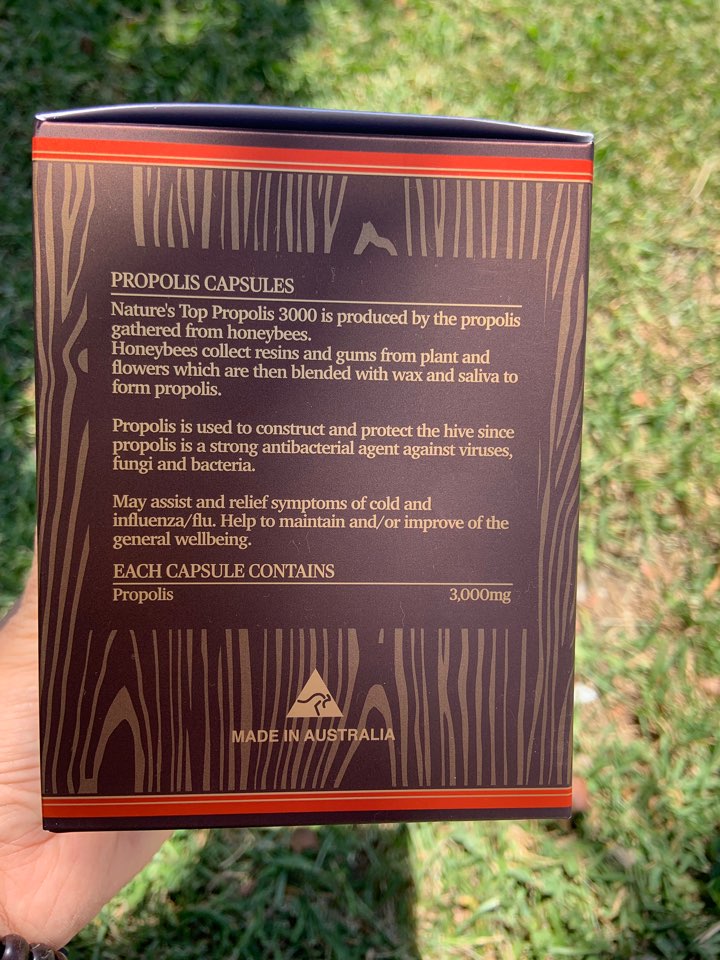 PROPOLIS CAPSULES
Nature's Top Propolis 3000 is produced by the propolis
gathered from honeybees.
Honeybees collect resins and gums from plant and
flowers which are then blended with wax and saliva to
form propolis.
Propolis is used to construct and protect the hive since
propolis is a strong antibacterial agent against viruses,
fungi and bacteria.
May assist and relief symptoms of cold and
influenza/flu. Help to maintain and/or improve of the
general wellbeing.
EACH CAPSULE CONTAINS
Propolis 3,000mg
MADE IN AUSTRALIA